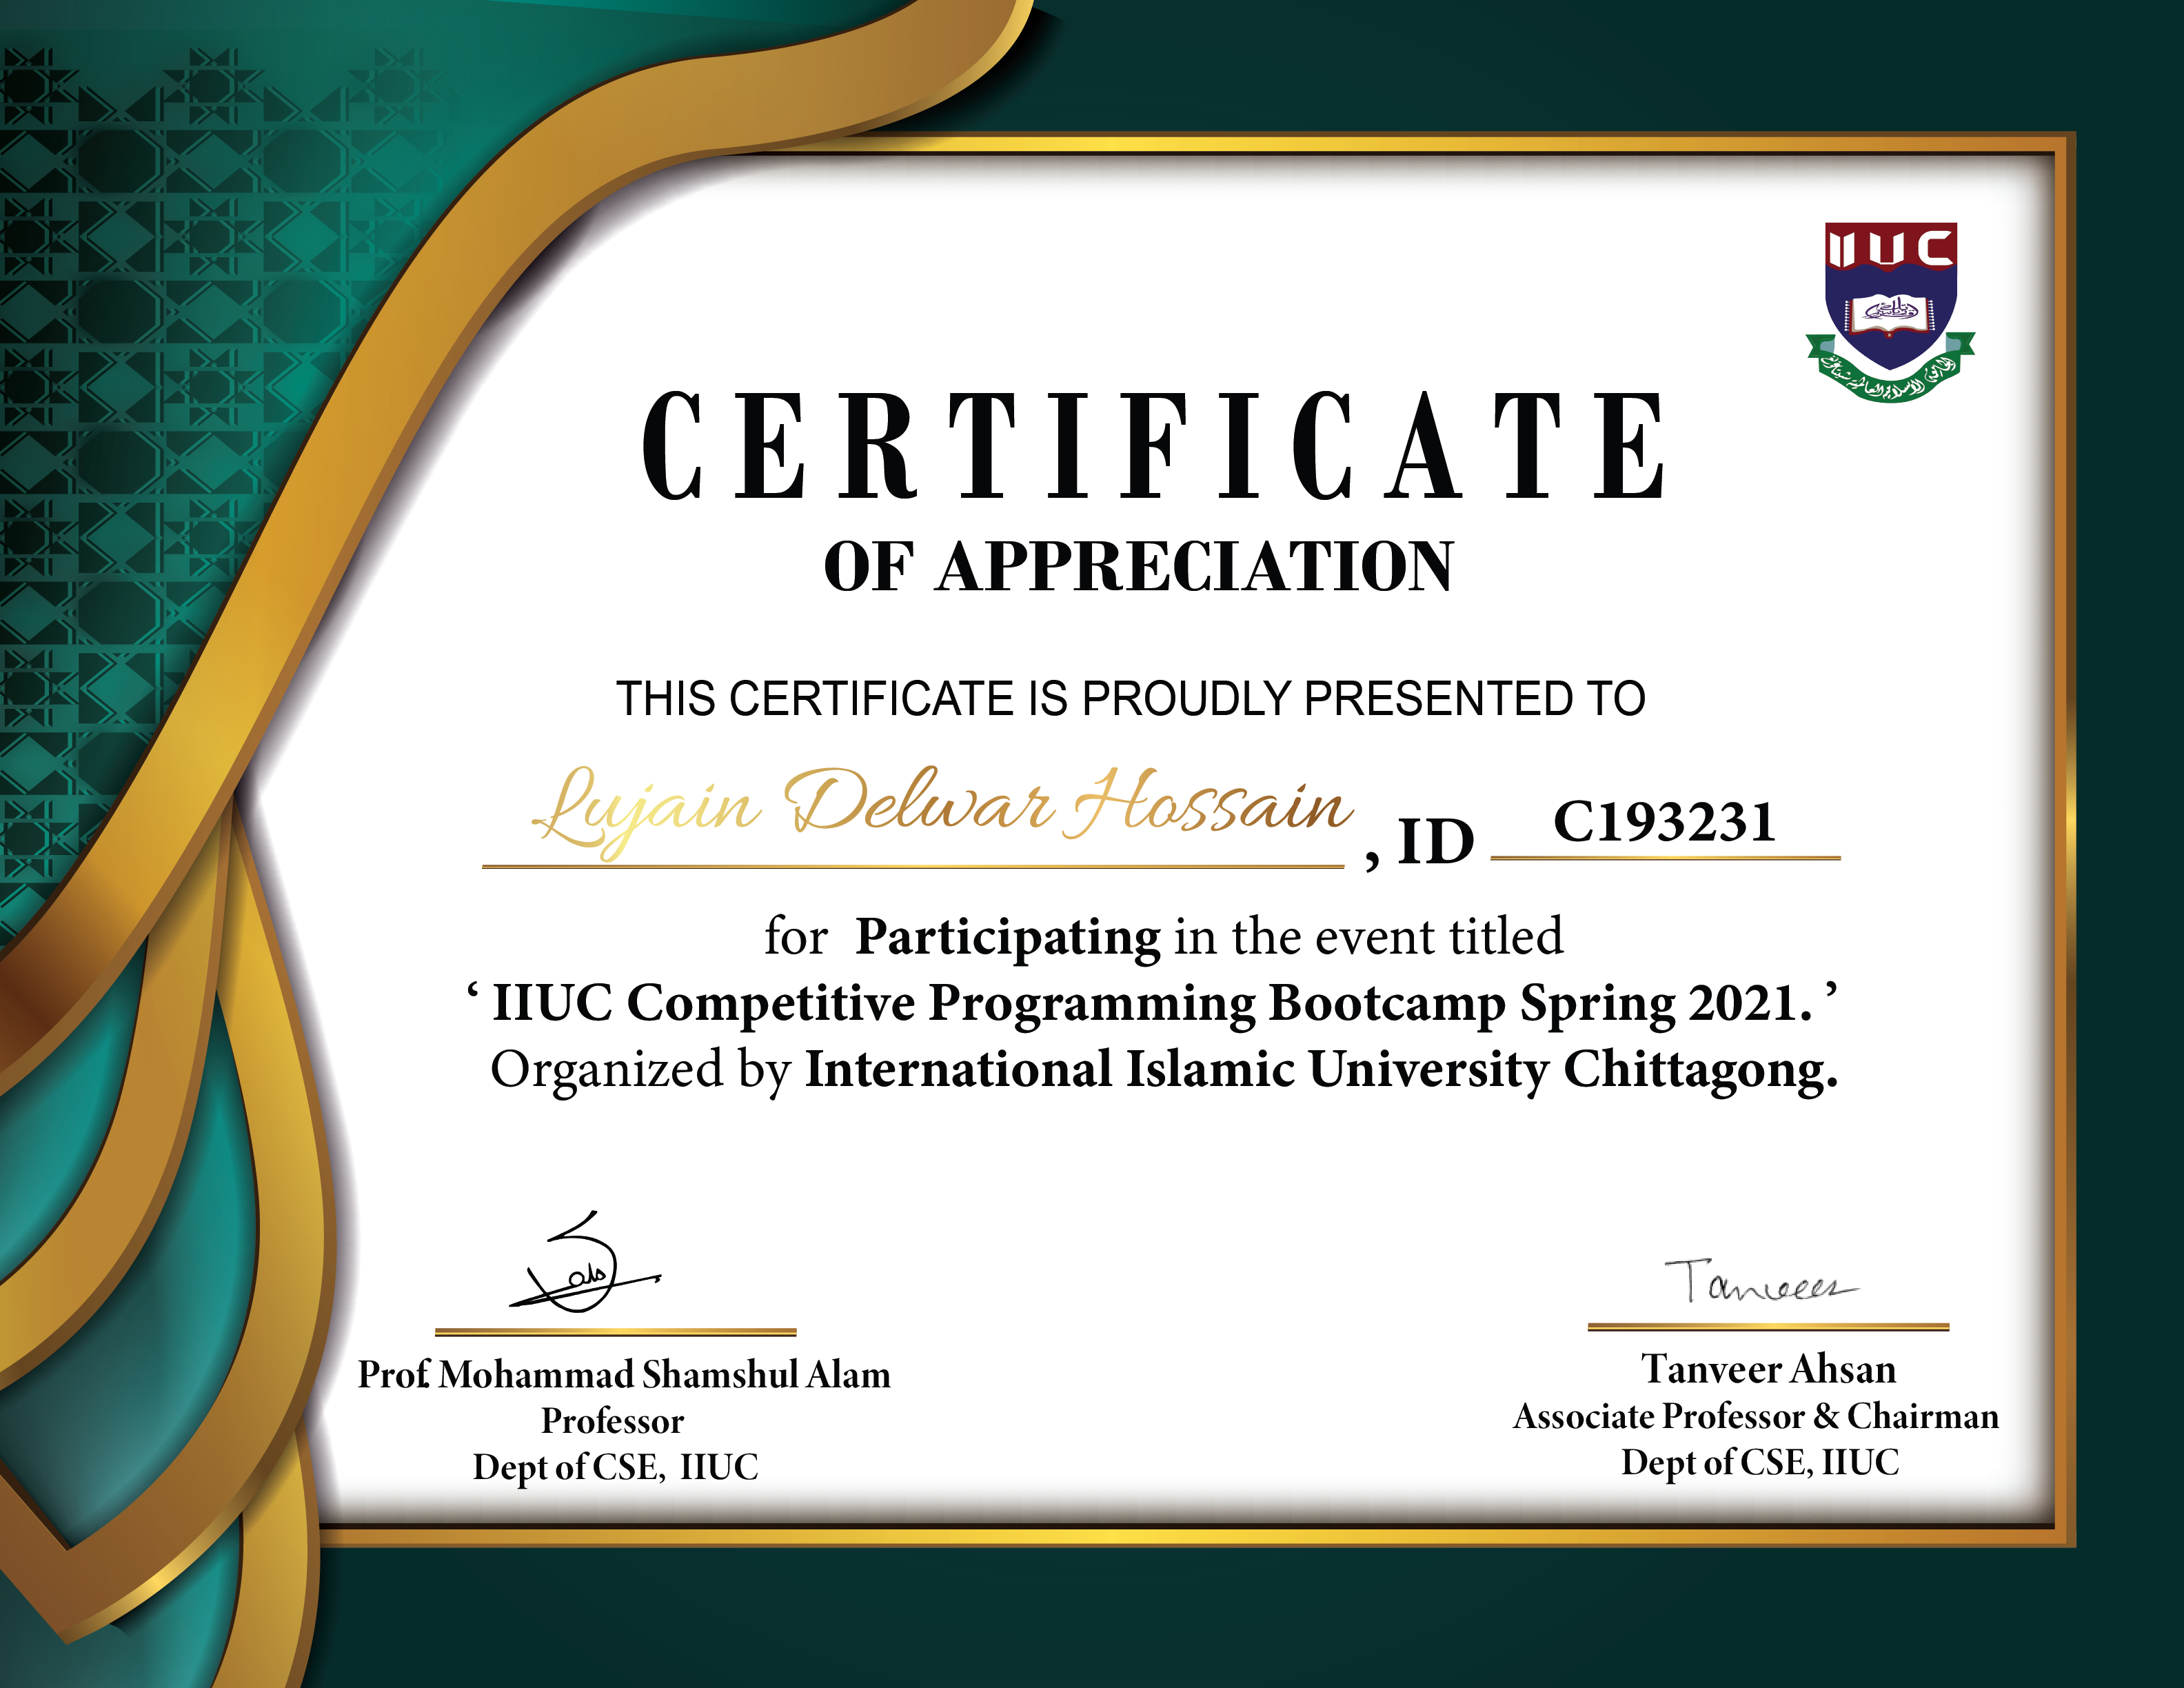 IIUC
CERTIFICATE
OF APPRECIATION
THIS CERTIFICATE IS PROUDLY PRESENTED TO
Lujain Delwar Hossain , ID C193231
for Participating in the event titled
‘ IIUC Competitive Programming Bootcamp Spring 2021. ’
Organized by International Islamic University Chittagong.
Tanveer
Prof. Mohammad Shamshul Alam
Professor
Dept of CSE, IIUC
Tanveer Ahsan
Associate Professor & Chairman
Dept of CSE, IIUC